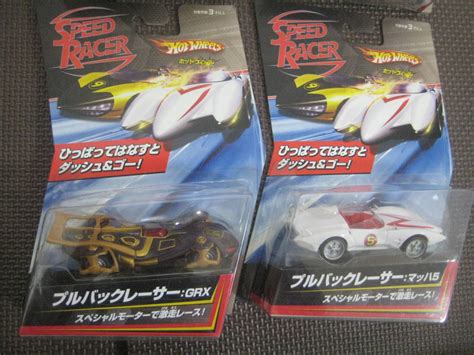 SPEED
RACER
Hot Wheels
ホットウィール
ひっぱってはなすと
ダッシュ&ゴー!
プルバックレーサー:GRX
スペシャルモーターで激走レース!
SPEED
RACER
3
Hot Wheels
ホットウィール
ひっぱってはなすと
ダッシュ&ゴー!
5
プルバックレーサー:マッハ5
スペシャルモーターで激走レース!